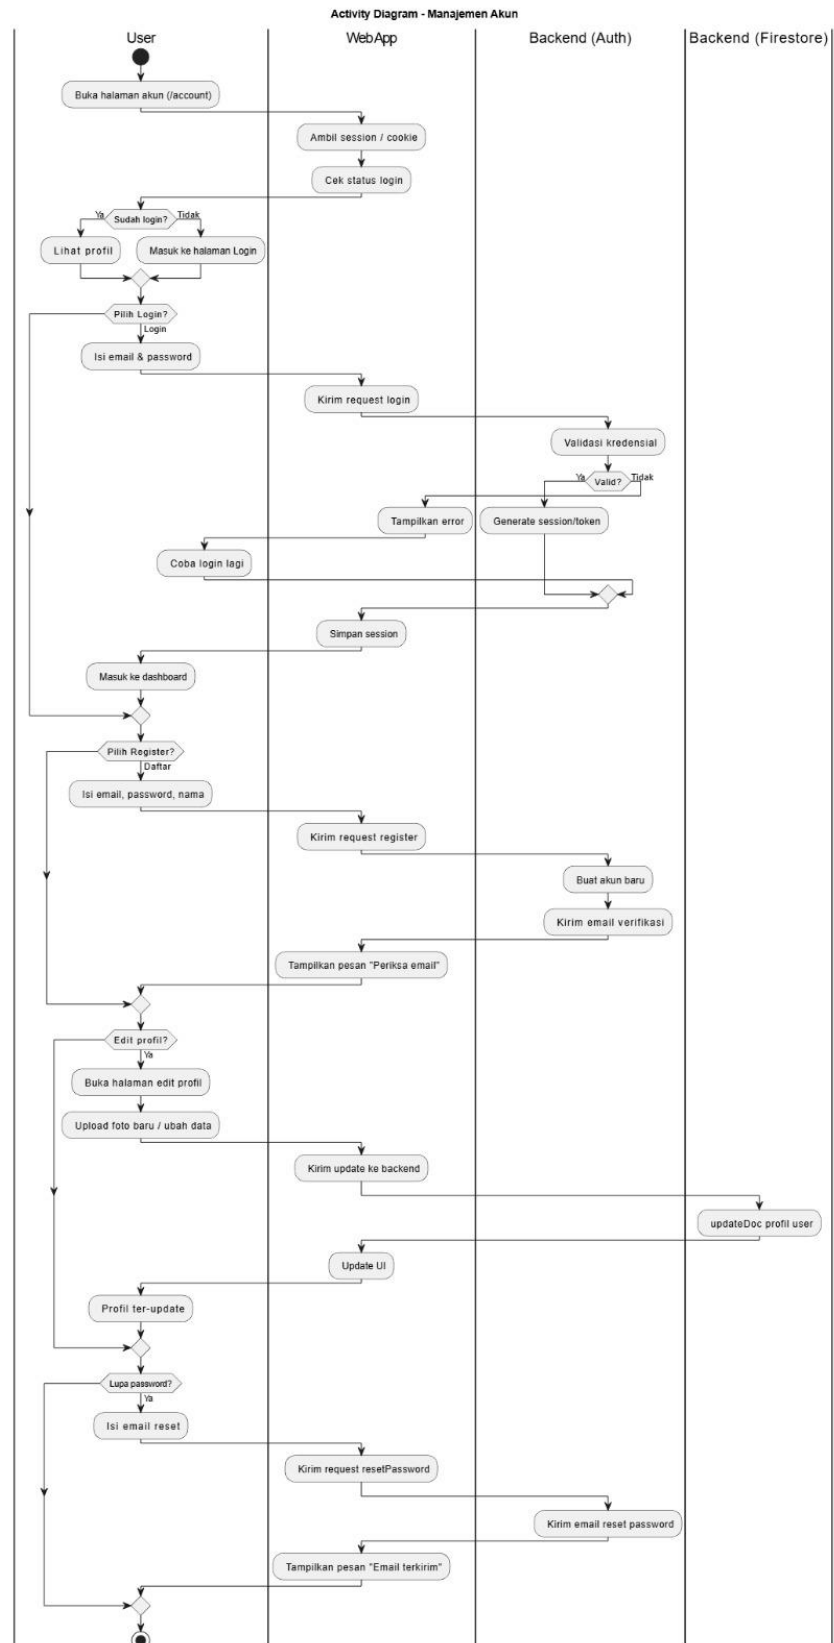 Activity Diagram - Manajemen Akun
User
WebApp
Backend (Auth)
Backend (Firestore)
Buka halaman akun (/account)
Ambil session / cookie
Cek status login
Ya
Sudah login?
Tidak
Lihat profil
Masuk ke halaman Login
Pilih Login?
Login
Isi email & password
Kirim request login
Validasi kredensial
Ya
Valid?
Tidak
Tampilkan error
Generate session/token
Coba login lagi
Simpan session
Masuk ke dashboard
Pilih Register?
Daftar
Isi email, password, nama
Kirim request register
Buat akun baru
Kirim email verifikasi
Tampilkan pesan "Periksa email"
Edit profil?
Ya
Buka halaman edit profil
Upload foto baru / ubah data
Kirim update ke backend
updateDoc profil user
Update UI
Profil ter-update
Lupa password?
Ya
Isi email reset
Kirim request resetPassword
Kirim email reset password
Tampilkan pesan "Email terkirim"